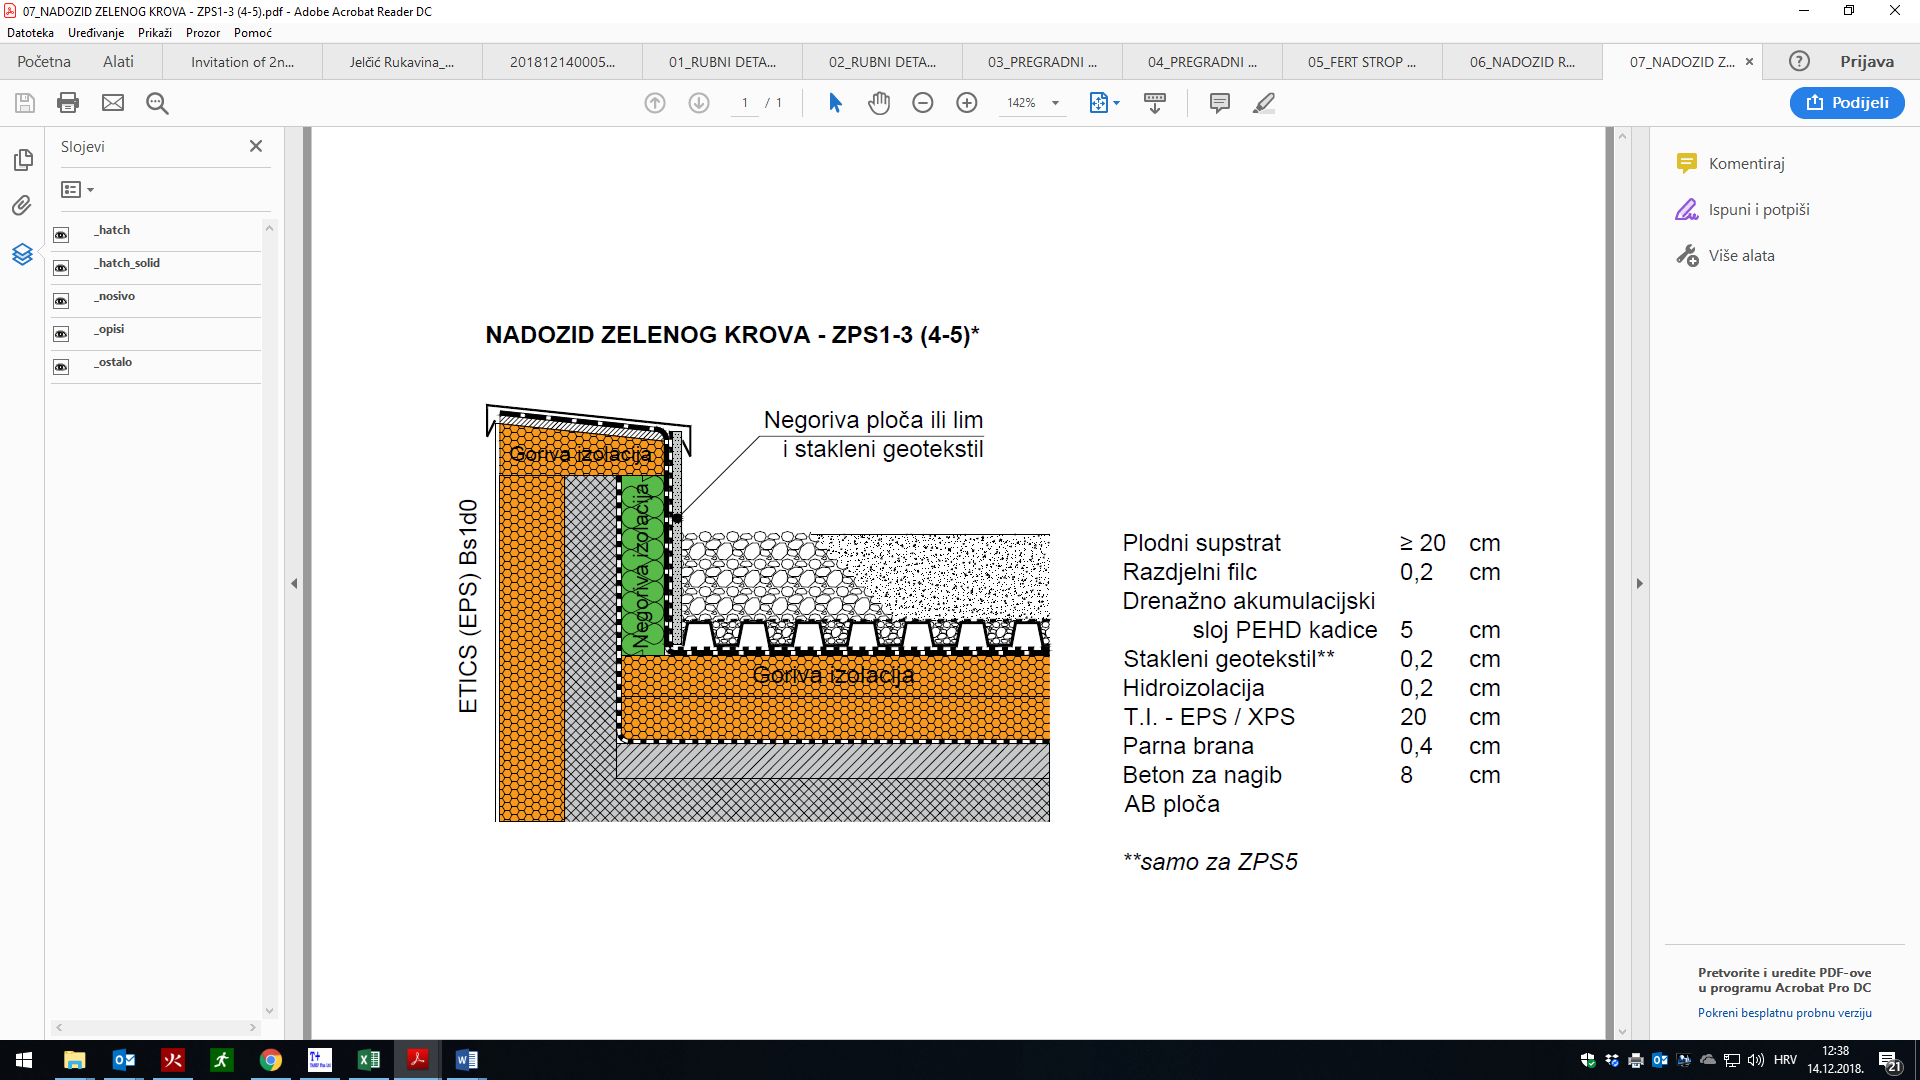 07_NADOZID ZELENOG KROVA - ZPS1-3 (4-5).pdf - Adobe Acrobat Reader DC
Datoteka Uređivanje Prikaži Prozor Pomoć
Početna Alati Invitation of 2n... Jelčić Rukavina_... 201812140005... 01_RUBNI DETA... 02_RUBNI DETA... 03_PREGRADNI ... 04_PREGRADNI ... 05_FERT STROP ... 06_NADOZID R... 07_NADOZID Z... Prijava
1 / 1 142% Podijeli
Slojevi
_hatch
_hatch_solid
_nosivo
_opisi
_ostalo
Komentiraj
Ispuni i potpiši
Više alata
NADOZID ZELENOG KROVA - ZPS1-3 (4-5)*
Negoriva ploča ili lim
i stakleni geotekstil
Goriva izolacija
Negoriva izolacija
ETICS (EPS) Bs1d0
Goriva izolacija
Plodni supstrat ≥ 20 cm
Razdjelni filc 0,2 cm
Drenažno akumulacijski
sloj PEHD kadice 5 cm
Stakleni geotekstil** 0,2 cm
Hidroizolacija 0,2 cm
T.I. - EPS / XPS 20 cm
Parna brana 0,4 cm
Beton za nagib 8 cm
AB ploča
**samo za ZPS5
Pretvorite i uredite PDF-ove
u programu Acrobat Pro DC
Pokreni besplatnu probnu verziju
HRV 12:38
14.12.2018. 21